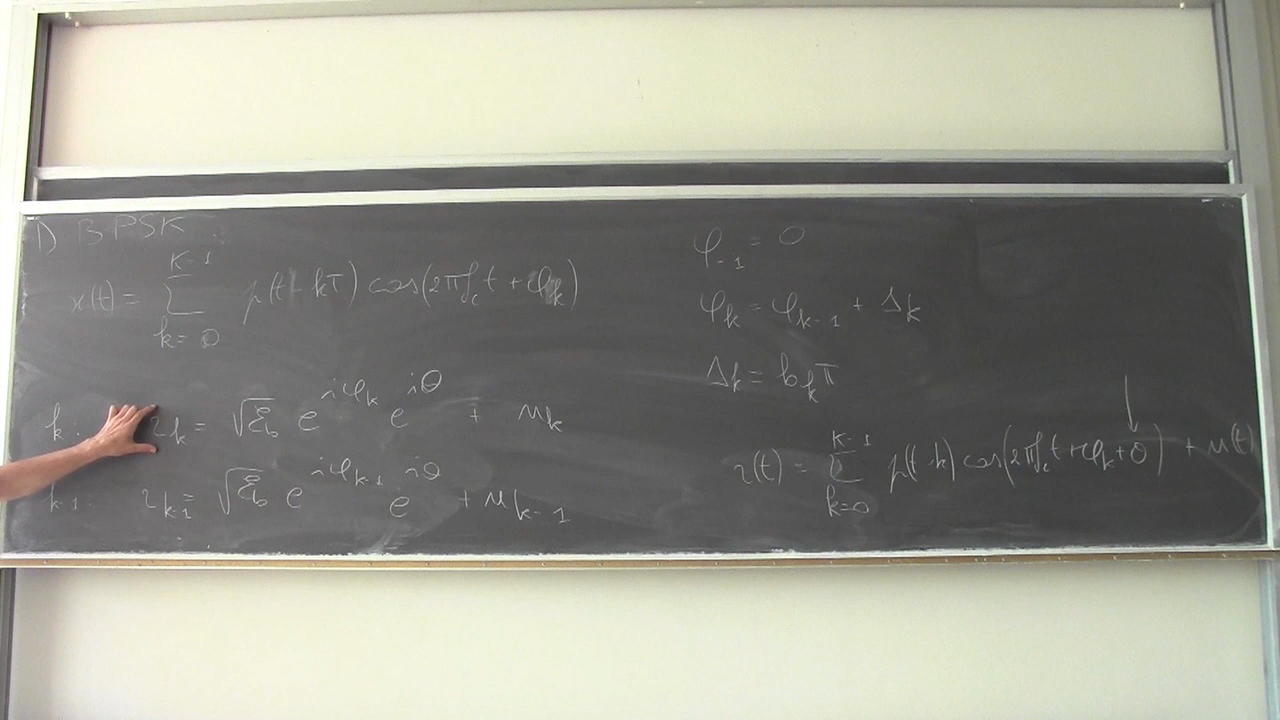 D BPSK
x(t) = Σ_{k=0}^{K-1} p(t-kT) cos(2πf_c t + φ_k)
k: r_k = √ℰ_b e^{iφ_k} e^{iθ} + n_k
k-1: r_{k-1} = √ℰ_b e^{iφ_{k-1}} e^{iθ} + n_{k-1}
φ_{-1} = 0
φ_k = φ_{k-1} + Δ_k
Δ_k = b_k π
r(t) = Σ_{k=0}^{K-1} p(t-k) cos(2πf_c t + φ_k + θ) + n(t)